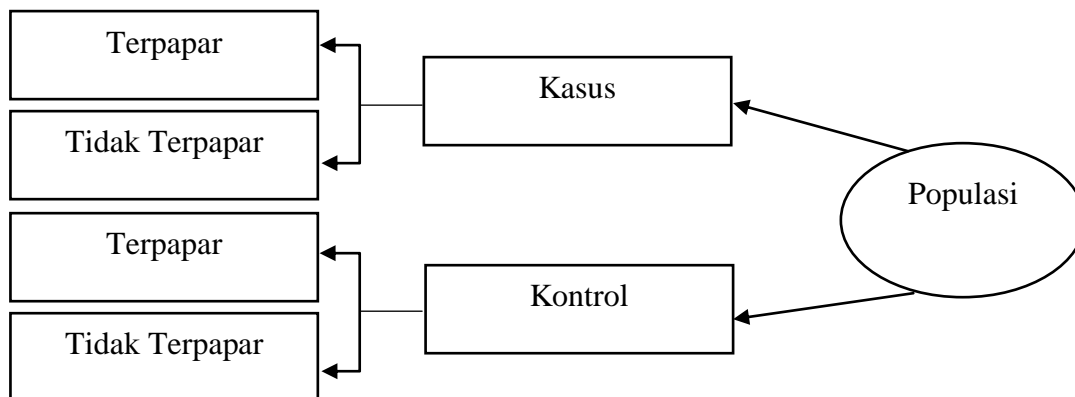 Terpapar
Tidak Terpapar
Terpapar
Tidak Terpapar
Kasus
Kontrol
Populasi